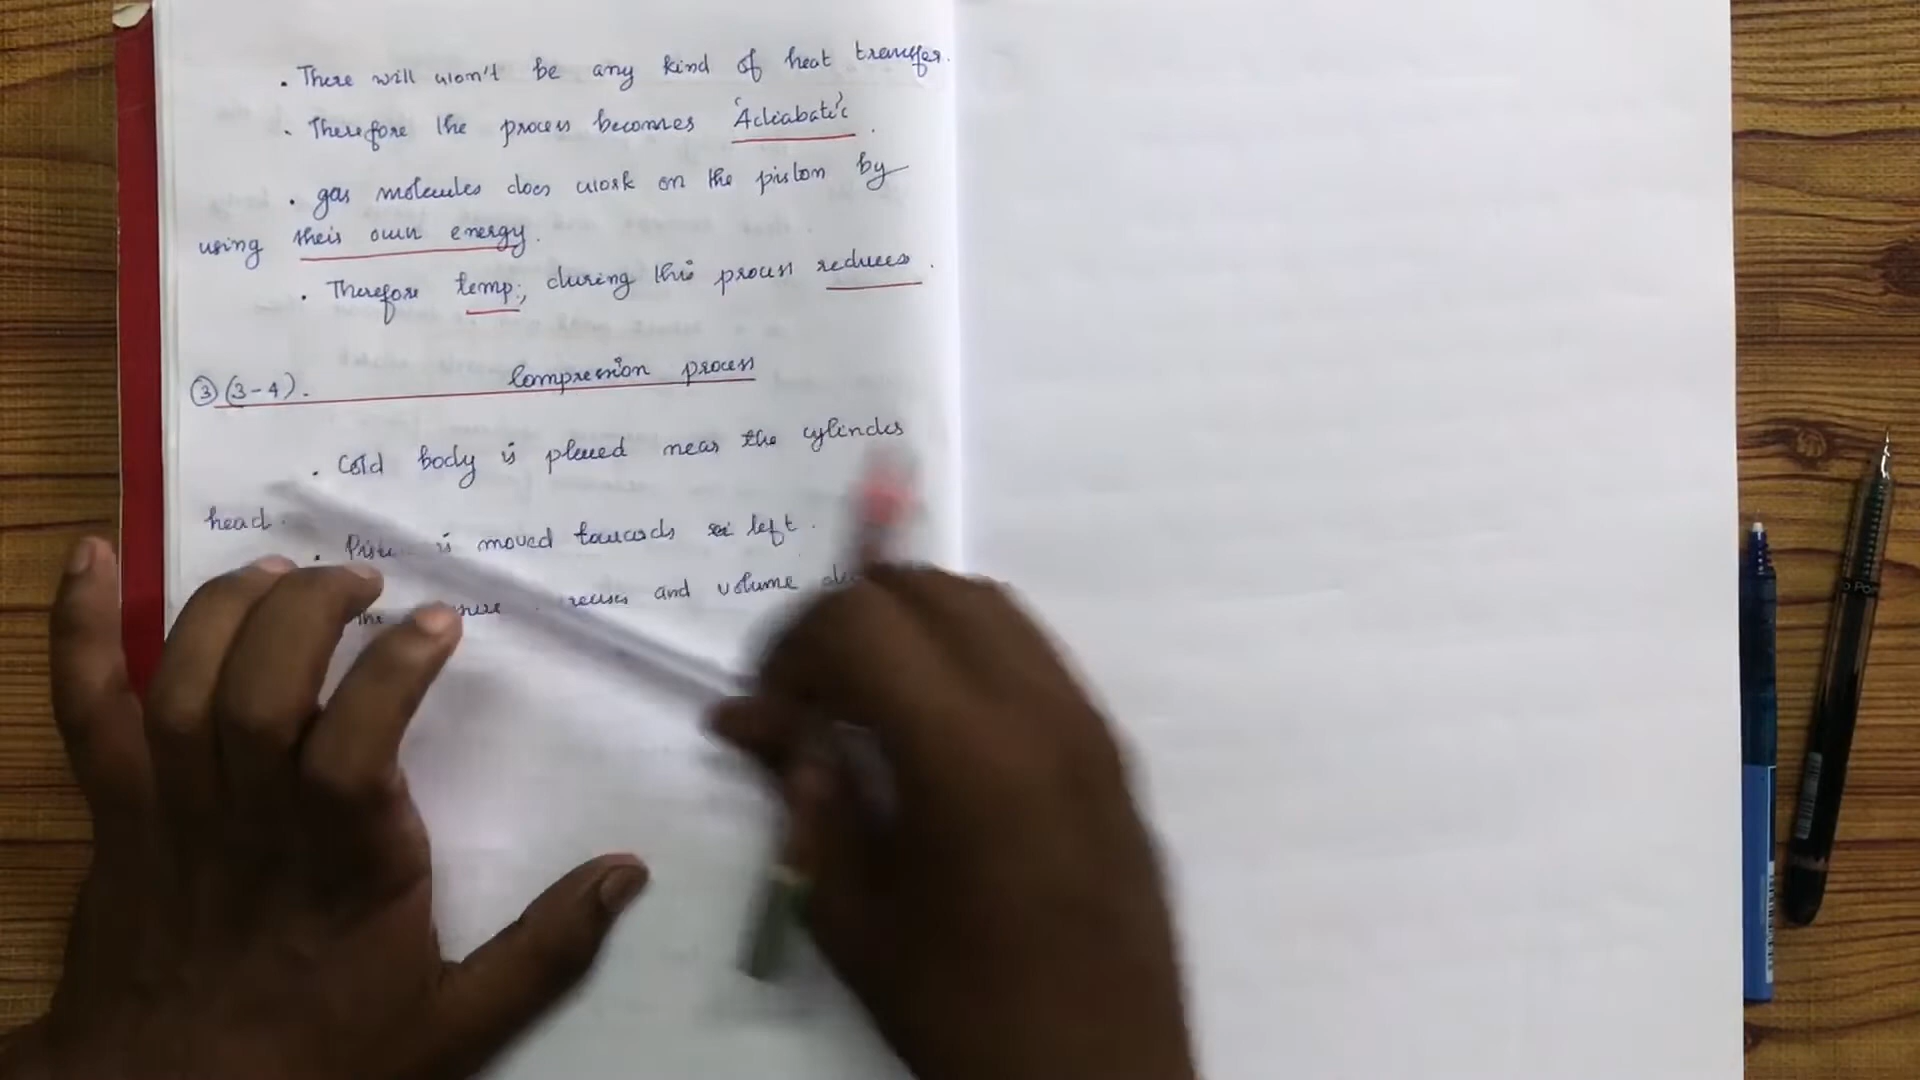 . There will won't be any kind of heat transfer.
. Therefore the process becomes 'Adiabatic' .
. gas molecules does work on the piston by
using their own energy.
. Therefore temp:, during this process reduces .
③ (3-4). Compression process
. Cold body is placed near the cylinder
head.
. is moved towards left .
the and volume